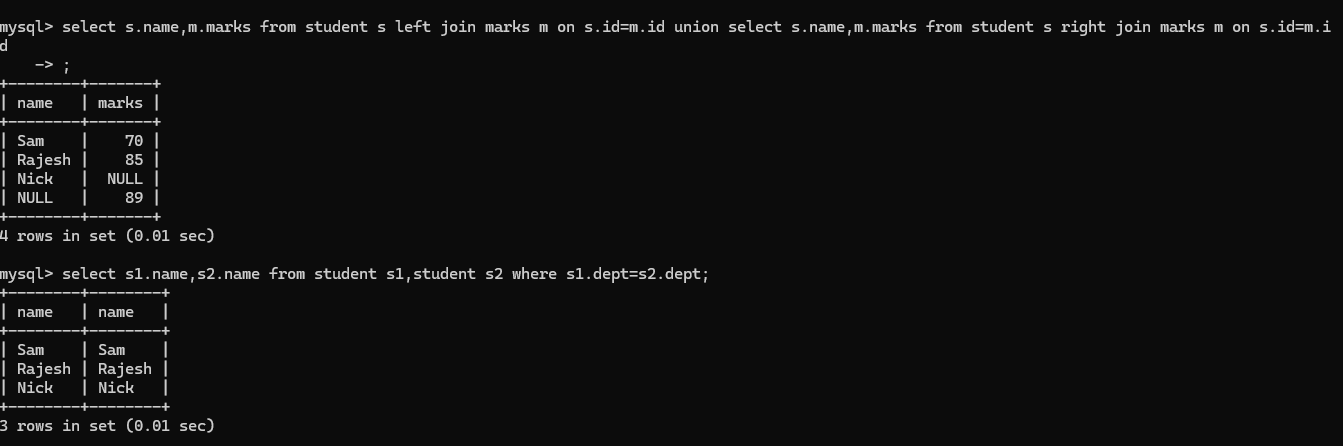 mysql> select s.name,m.marks from student s left join marks m on s.id=m.id union select s.name,m.marks from student s right join marks m on s.id=m.i
d
    -> ;
+--------+-------+
| name   | marks |
+--------+-------+
| Sam    |    70 |
| Rajesh |    85 |
| Nick   |  NULL |
| NULL   |    89 |
+--------+-------+
4 rows in set (0.01 sec)

mysql> select s1.name,s2.name from student s1,student s2 where s1.dept=s2.dept;
+--------+--------+
| name   | name   |
+--------+--------+
| Sam    | Sam    |
| Rajesh | Rajesh |
| Nick   | Nick   |
+--------+--------+
3 rows in set (0.01 sec)